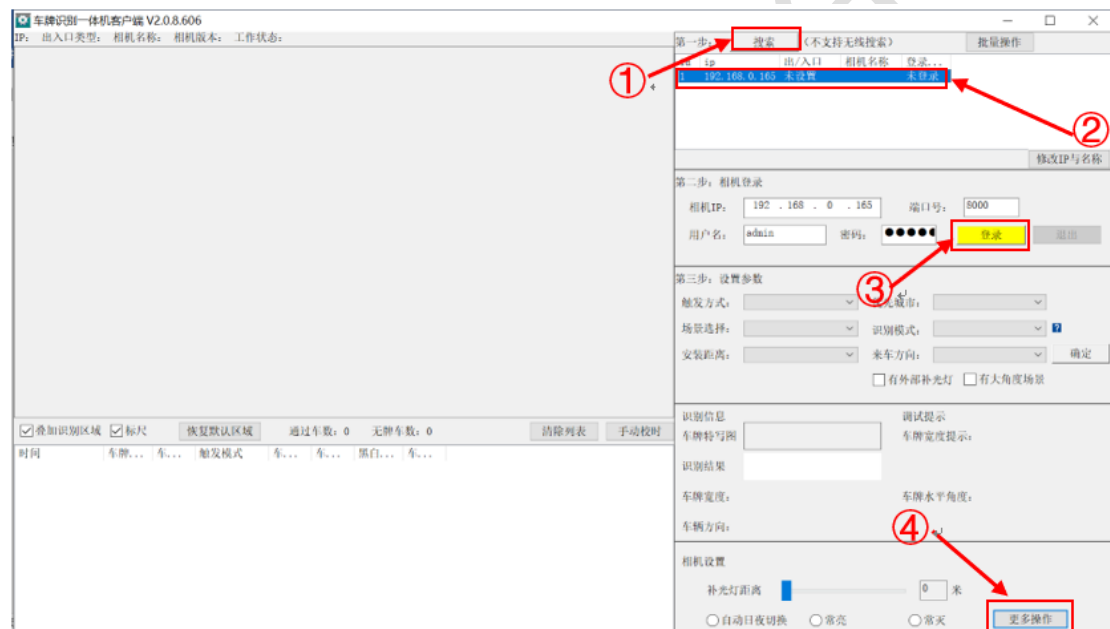 车牌识别一体机客户端 V2.0.8.606
IP: 出入口类型: 相机名称: 相机版本: 工作状态:
第一步: 搜索 (不支持无线搜索) 批量操作
①
id ip 出/入口 相机名称 登录...
1 192.168.0.165 未设置 未登录
②
修改IP与名称
第二步: 相机登录
相机IP: 192 . 168 . 0 . 165 端口号: 8000
用户名: admin 密码: ●●●●● 登录 退出
③
第三步: 设置参数
触发方式: 城市:
场景选择: 识别模式: ?
安装距离: 来车方向: 确定
有外部补光灯 有大角度场景
识别信息 调试提示
车牌特写图 车牌宽度提示:
识别结果
车牌宽度: 车牌水平角度:
车辆方向:
④
叠加识别区域 标尺 恢复默认区域 通过车数: 0 无牌车数: 0 清除列表 手动校时
时间 车牌... 车... 触发模式 车... 车... 黑白... 车...
相机设置
补光灯距离 0 米
自动日夜切换 常亮 常灭 更多操作